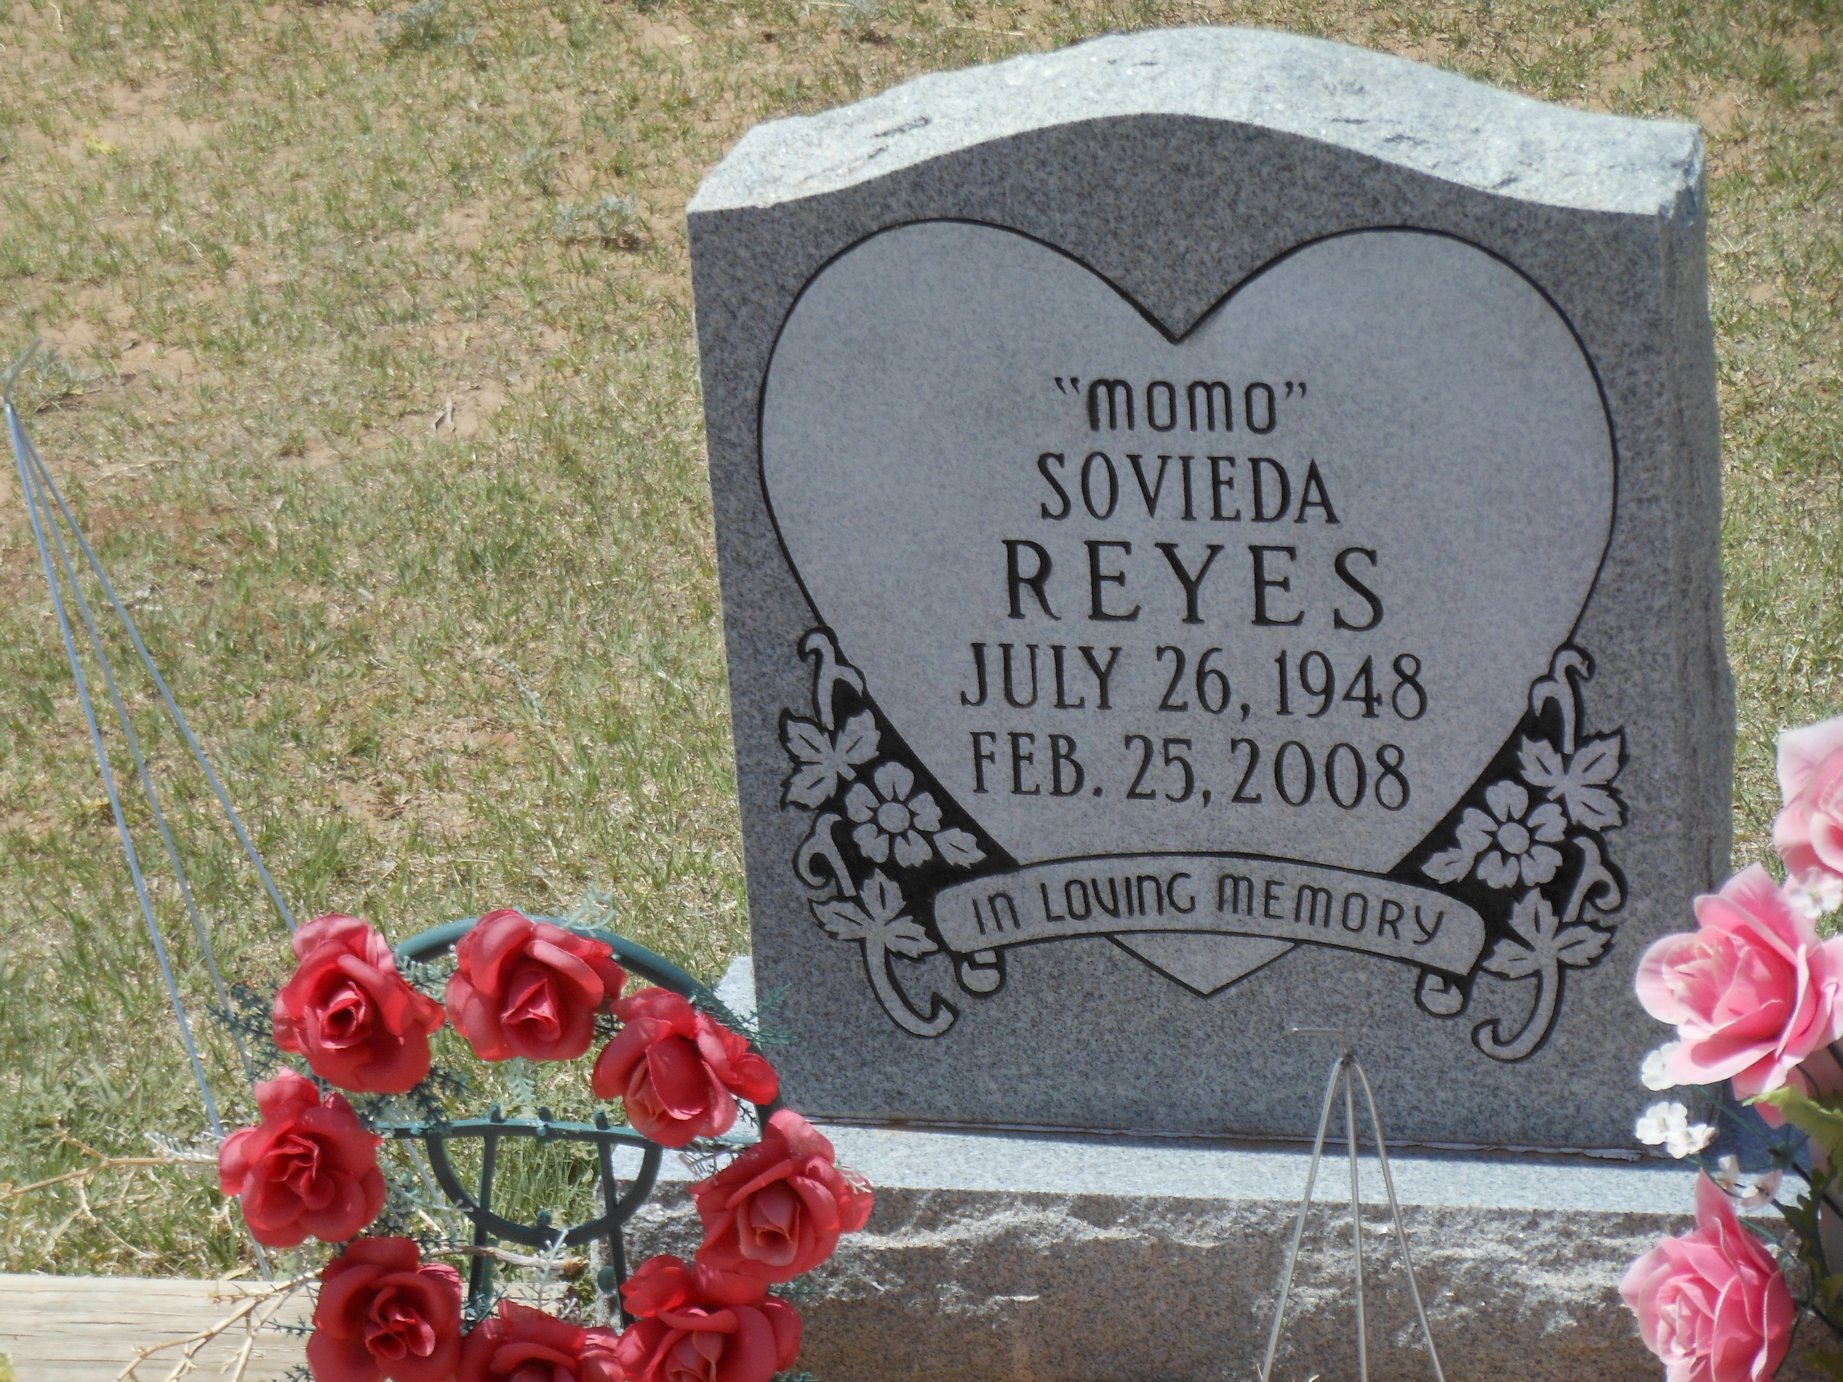 "MOMO"
SOVIEDA
REYES
JULY 26, 1948
FEB. 25, 2008
IN LOVING MEMORY